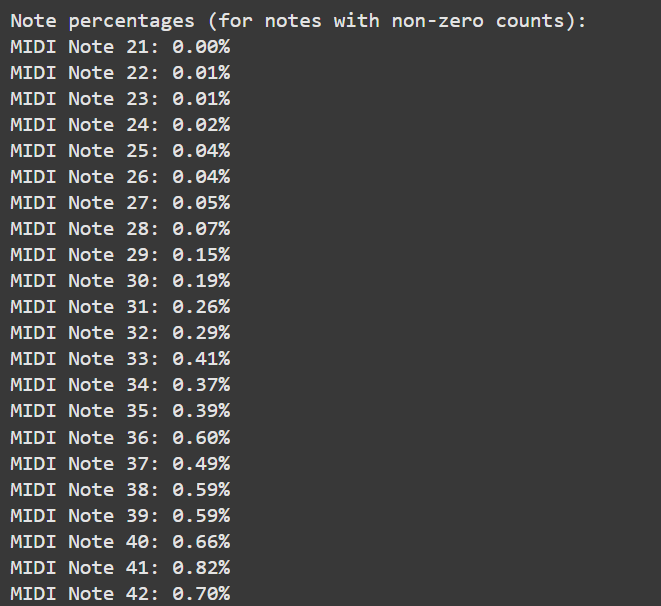 Note percentages (for notes with non-zero counts):
MIDI Note 21: 0.00%
MIDI Note 22: 0.01%
MIDI Note 23: 0.01%
MIDI Note 24: 0.02%
MIDI Note 25: 0.04%
MIDI Note 26: 0.04%
MIDI Note 27: 0.05%
MIDI Note 28: 0.07%
MIDI Note 29: 0.15%
MIDI Note 30: 0.19%
MIDI Note 31: 0.26%
MIDI Note 32: 0.29%
MIDI Note 33: 0.41%
MIDI Note 34: 0.37%
MIDI Note 35: 0.39%
MIDI Note 36: 0.60%
MIDI Note 37: 0.49%
MIDI Note 38: 0.59%
MIDI Note 39: 0.59%
MIDI Note 40: 0.66%
MIDI Note 41: 0.82%
MIDI Note 42: 0.70%